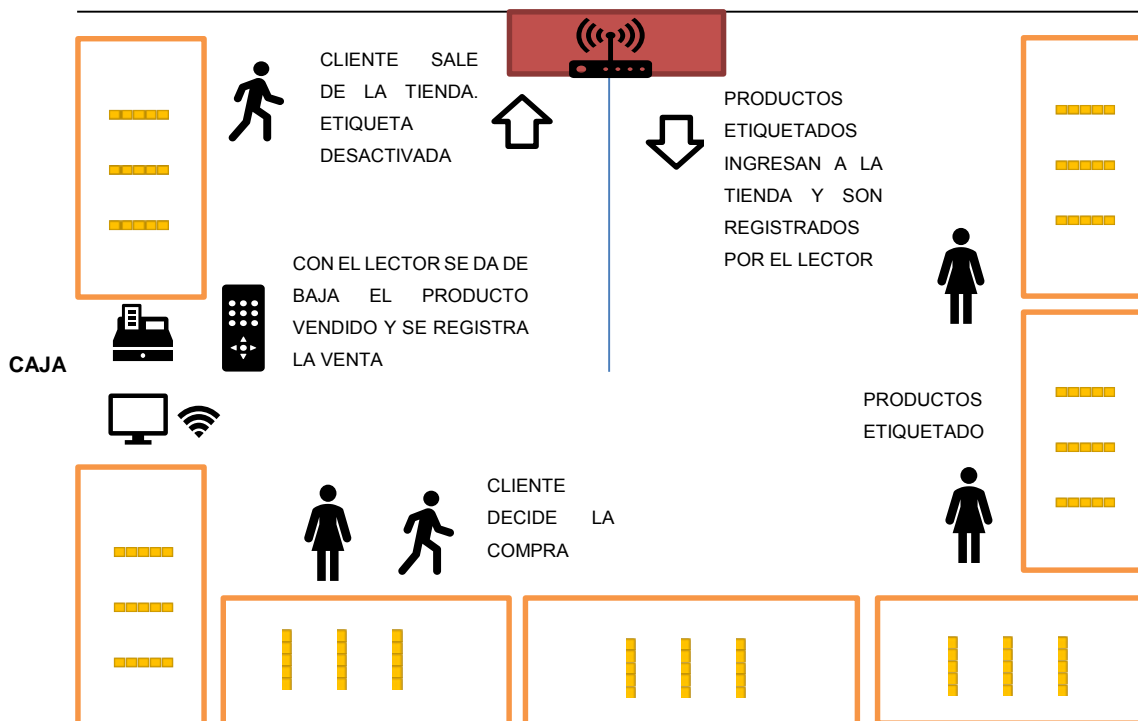 CLIENTE SALE
DE LA TIENDA.
ETIQUETA
DESACTIVADA
PRODUCTOS
ETIQUETADOS
INGRESAN A LA
TIENDA Y SON
REGISTRADOS
POR EL LECTOR
CON EL LECTOR SE DA DE
BAJA EL PRODUCTO
VENDIDO Y SE REGISTRA
LA VENTA
CAJA
PRODUCTOS
ETIQUETADO
CLIENTE
DECIDE LA
COMPRA